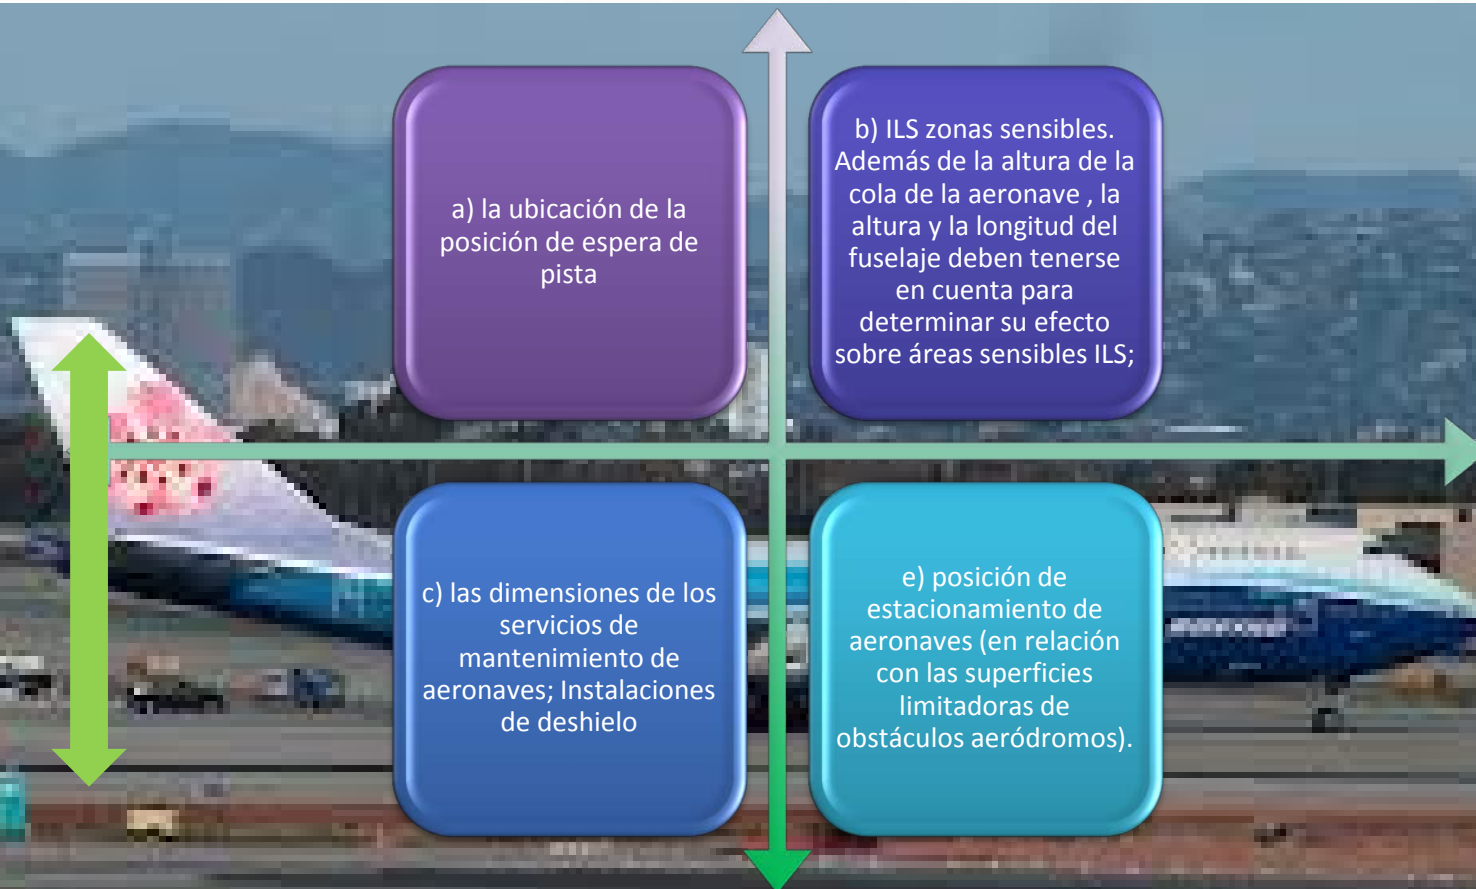 a) la ubicación de la
posición de espera de
pista
b) ILS zonas sensibles.
Además de la altura de la
cola de la aeronave , la
altura y la longitud del
fuselaje deben tenerse
en cuenta para
determinar su efecto
sobre áreas sensibles ILS;
c) las dimensiones de los
servicios de
mantenimiento de
aeronaves; Instalaciones
de deshielo
e) posición de
estacionamiento de
aeronaves (en relación
con las superficies
limitadoras de
obstáculos aeródromos).